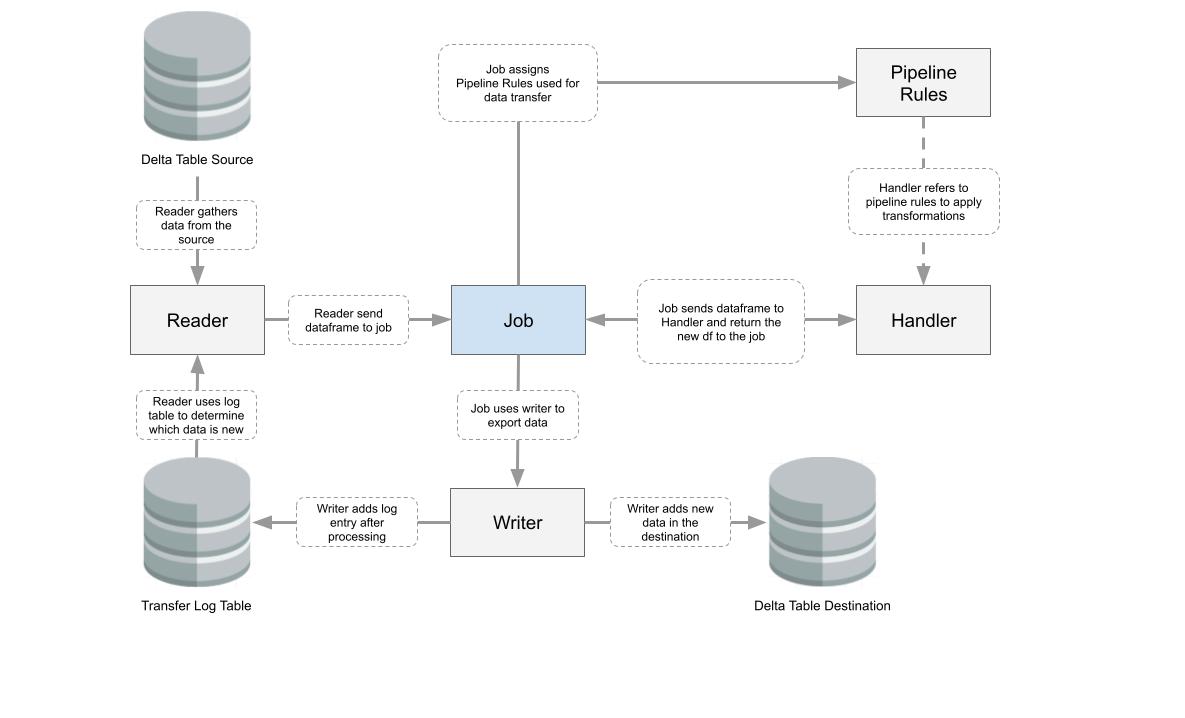 Job assigns
Pipeline Rules used for
data transfer
Pipeline
Rules
Delta Table Source
Handler refers to
pipeline rules to apply
transformations
Reader gathers
data from the
source
Reader
Reader send
dataframe to job
Job
Job sends dataframe to
Handler and return the
new df to the job
Handler
Reader uses log
table to determine
which data is new
Job uses writer to
export data
Writer adds log
entry after
processing
Writer
Writer adds new
data in the
destination
Transfer Log Table
Delta Table Destination